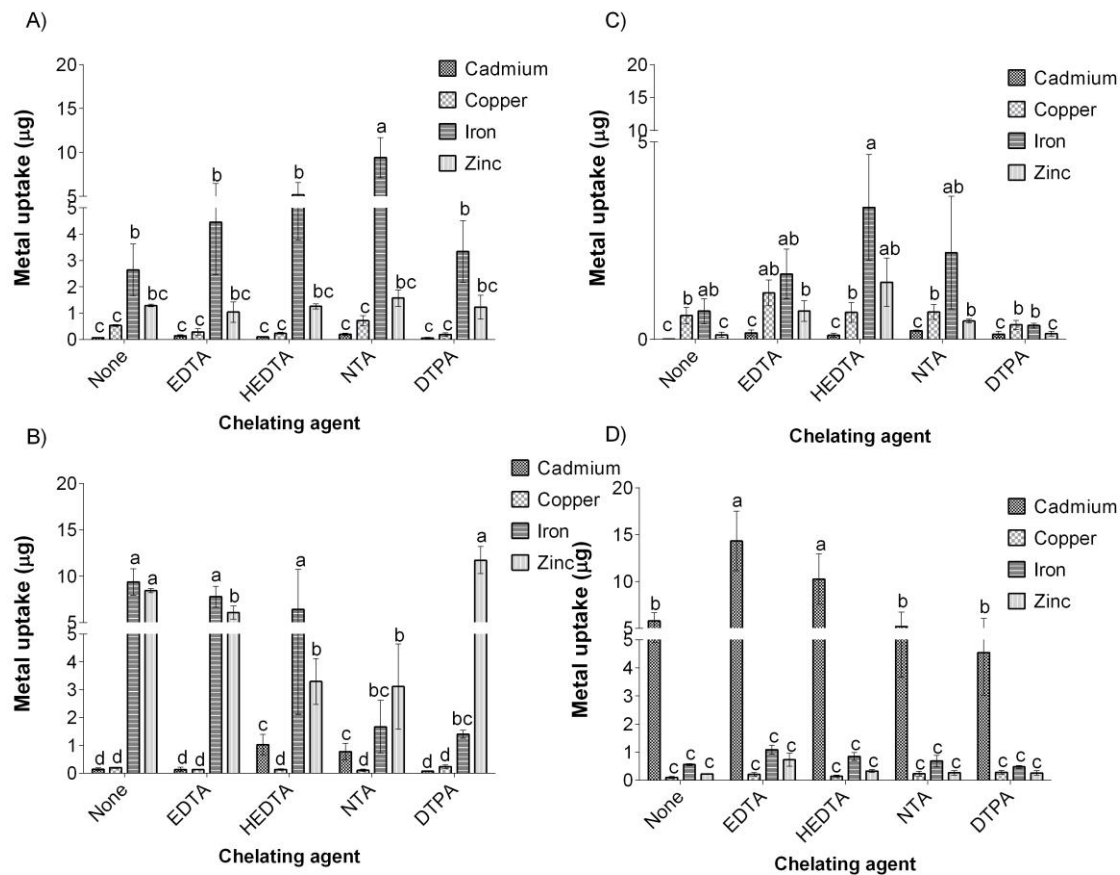 A)
20
15
10
5
5
4
3
2
1
0
Metal uptake (µg)
Cadmium
Copper
Iron
Zinc
c c b bc
c c b bc
c c b bc
c c a bc
c c b bc
None EDTA HEDTA NTA DTPA
Chelating agent
C)
20
15
10
5
0
Metal uptake (µg)
Cadmium
Copper
Iron
Zinc
c b ab c
c ab ab b
c b a ab
c b ab b
c b b c
None EDTA HEDTA NTA DTPA
Chelating agent
B)
20
15
10
5
5
4
3
2
1
0
Metal uptake (µg)
Cadmium
Copper
Iron
Zinc
d d a a
d d a b
c d a b
c d bc b
d d bc a
None EDTA HEDTA NTA DTPA
Chelating agent
D)
20
15
10
5
5
4
3
2
1
0
Metal uptake (µg)
Cadmium
Copper
Iron
Zinc
b c c c
a c c c
a c c c
b c c c
b c c c
None EDTA HEDTA NTA DTPA
Chelating agent